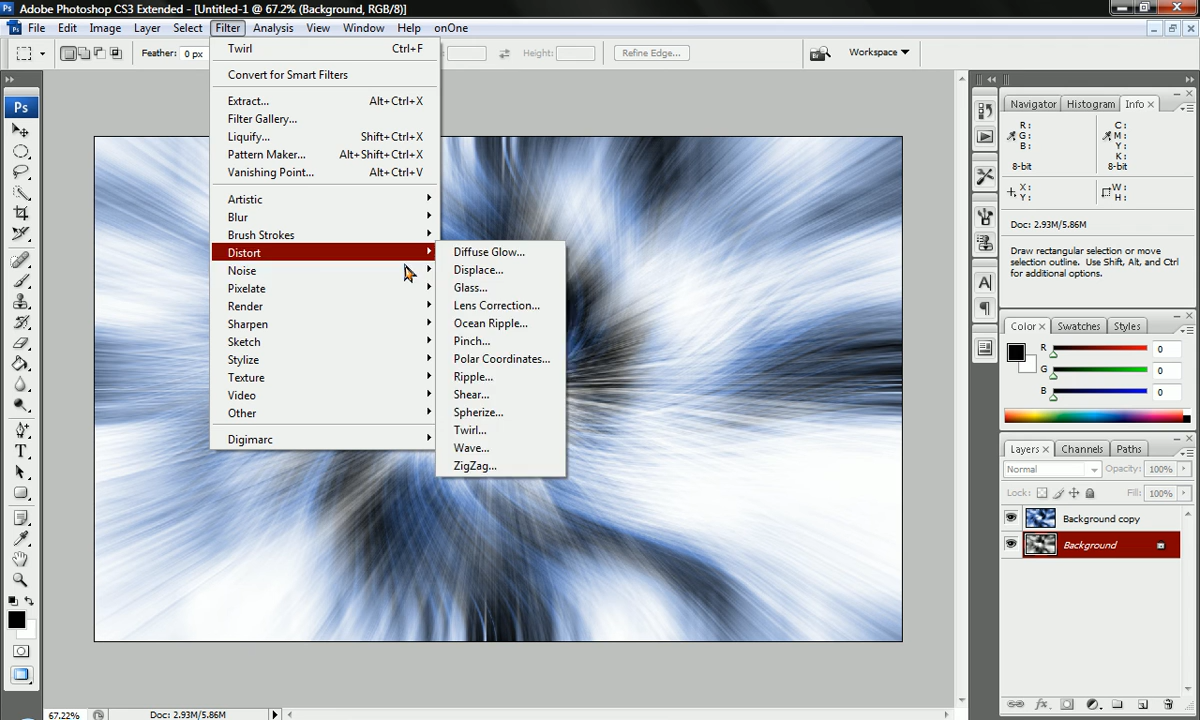 Adobe Photoshop CS3 Extended - [Untitled-1 @ 67.2% (Background, RGB/8)]
File Edit Image Layer Select Filter Analysis View Window Help onOne
Feather: 0 px
Height:
Refine Edge...
Workspace
Twirl Ctrl+F
Convert for Smart Filters
Extract... Alt+Ctrl+X
Filter Gallery...
Liquify... Shift+Ctrl+X
Pattern Maker... Alt+Shift+Ctrl+X
Vanishing Point... Alt+Ctrl+V
Artistic
Blur
Brush Strokes
Distort
Noise
Pixelate
Render
Sharpen
Sketch
Stylize
Texture
Video
Other
Digimarc
Diffuse Glow...
Displace...
Glass...
Lens Correction...
Ocean Ripple...
Pinch...
Polar Coordinates...
Ripple...
Shear...
Spherize...
Twirl...
Wave...
ZigZag...
Ps
Navigator Histogram Info
R: C:
G: M:
B: Y:
K:
8-bit 8-bit
X: W:
Y: H:
Doc: 2.93M/5.86M
Draw rectangular selection or move
selection outline. Use Shift, Alt, and Ctrl
for additional options.
Color Swatches Styles
R 0
G 0
B 0
Layers Channels Paths
Normal Opacity: 100%
Lock: Fill: 100%
Background copy
Background
67.22% Doc: 2.93M/5.86M